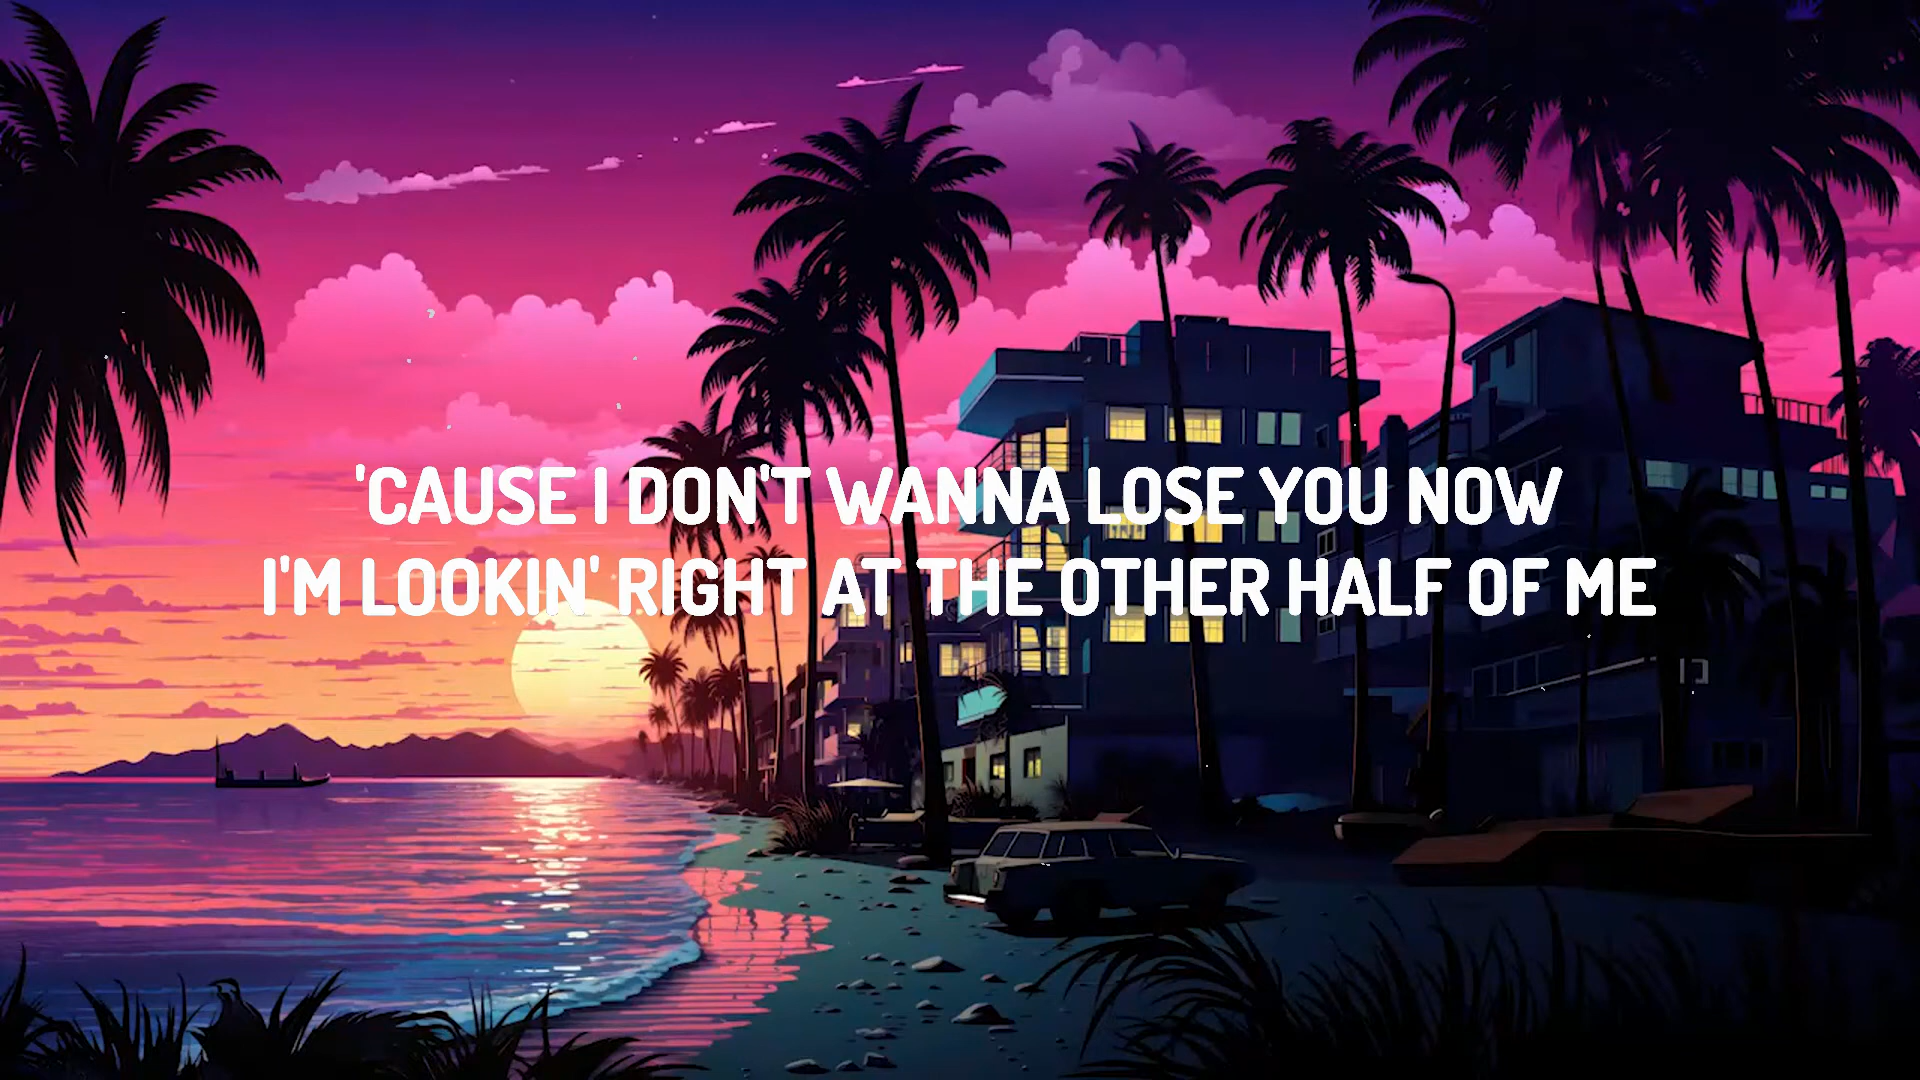 'CAUSE I DON'T WANNA LOSE YOU NOW
I'M LOOKIN' RIGHT AT THE OTHER HALF OF ME